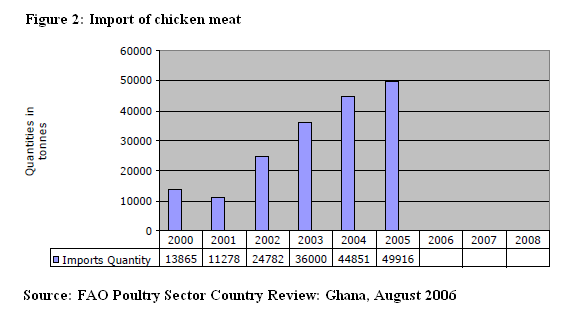 Figure 2: Import of chicken meat
60000
50000
40000
30000
20000
10000
0
Quantities in
tonnes
2000 2001 2002 2003 2004 2005 2006 2007 2008
Imports Quantity 13865 11278 24782 36000 44851 49916
Source: FAO Poultry Sector Country Review: Ghana, August 2006